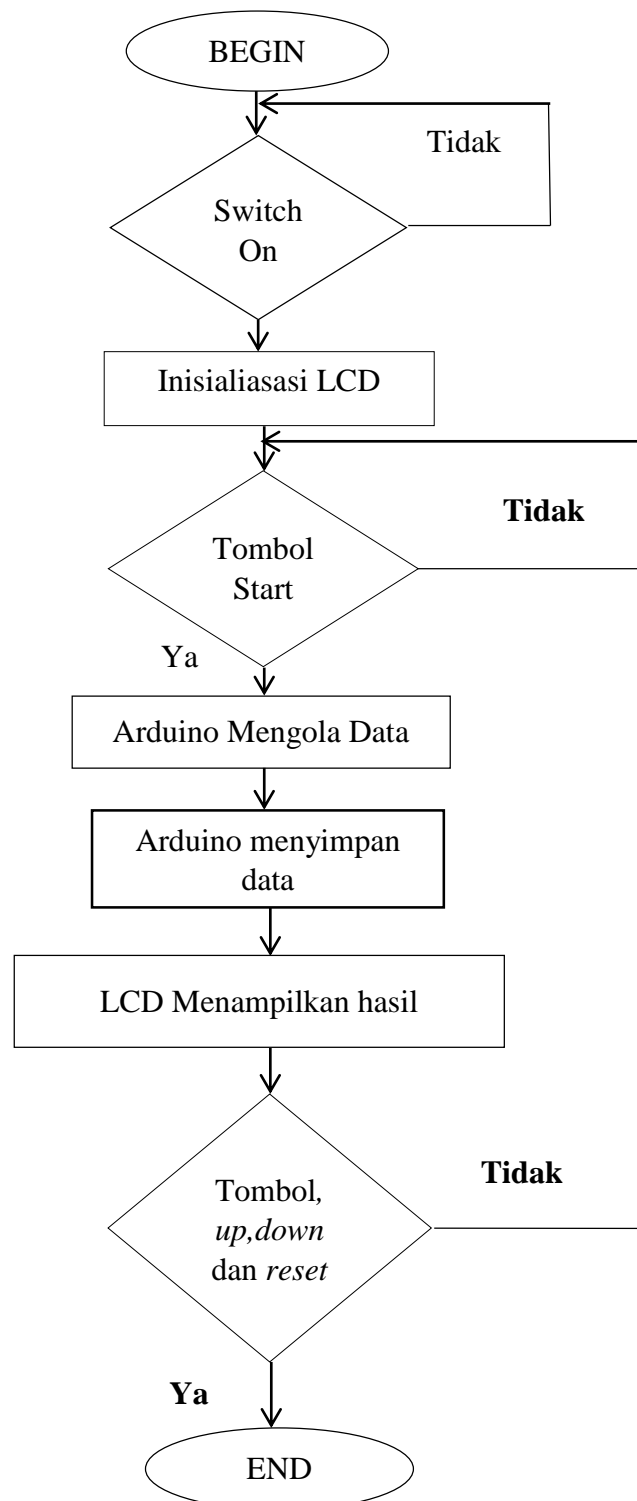 BEGIN
Tidak
Switch
On
Inisialiasasi LCD
Tidak
Tombol
Start
Ya
Arduino Mengola Data
Arduino menyimpan
data
LCD Menampilkan hasil
Tidak
Tombol,
up,down
dan reset
Ya
END